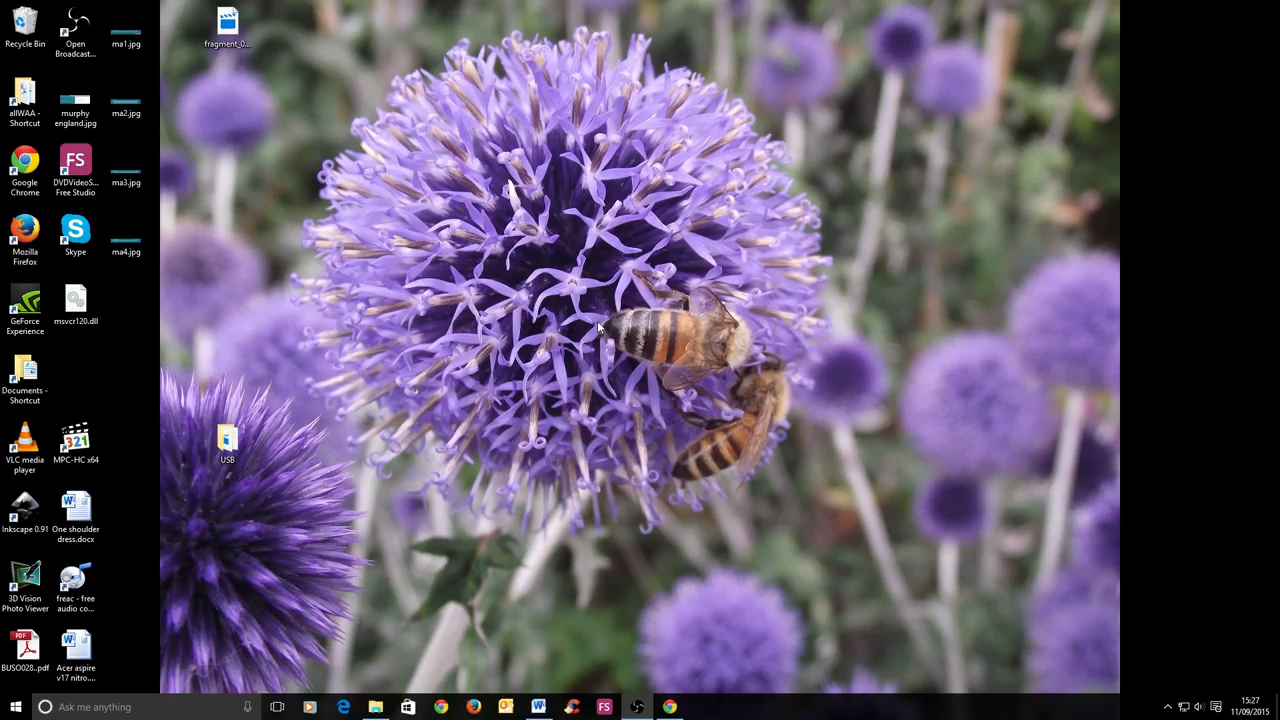 Recycle Bin
Open
Broadcast...
ma1.jpg
fragment_0...
allWAA -
Shortcut
murphy
england.jpg
ma2.jpg
Google
Chrome
FS
DVDVideoS...
Free Studio
ma3.jpg
Mozilla
Firefox
Skype
ma4.jpg
GeForce
Experience
msvcr120.dll
Documents -
Shortcut
VLC media
player
321
MPC-HC x64
USB
Inkscape 0.91
One shoulder
dress.docx
3D Vision
Photo Viewer
freac - free
audio co...
PDF
BUSO028...pdf
Acer aspire
v17 nitro....
Ask me anything
FS
15:27
11/09/2015